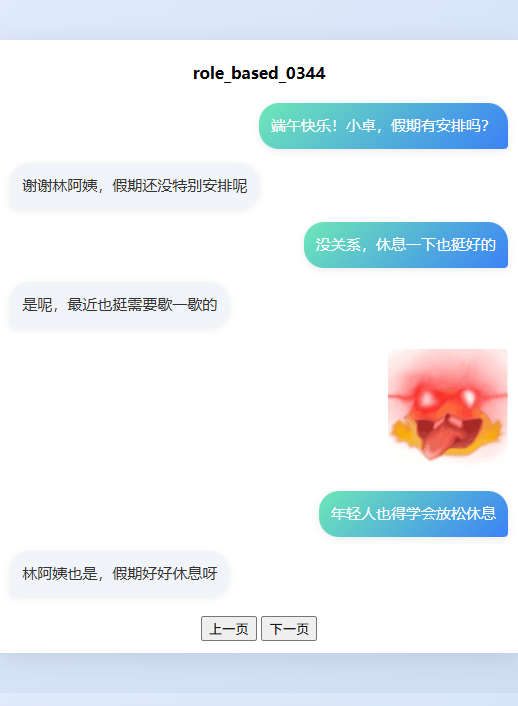 role_based_0344
端午快乐！小卓，假期有安排吗？
谢谢林阿姨，假期还没特别安排呢
没关系，休息一下也挺好的
是呢，最近也挺需要歇一歇的
年轻人也得学会放松休息
林阿姨也是，假期好好休息呀
上一页 下一页